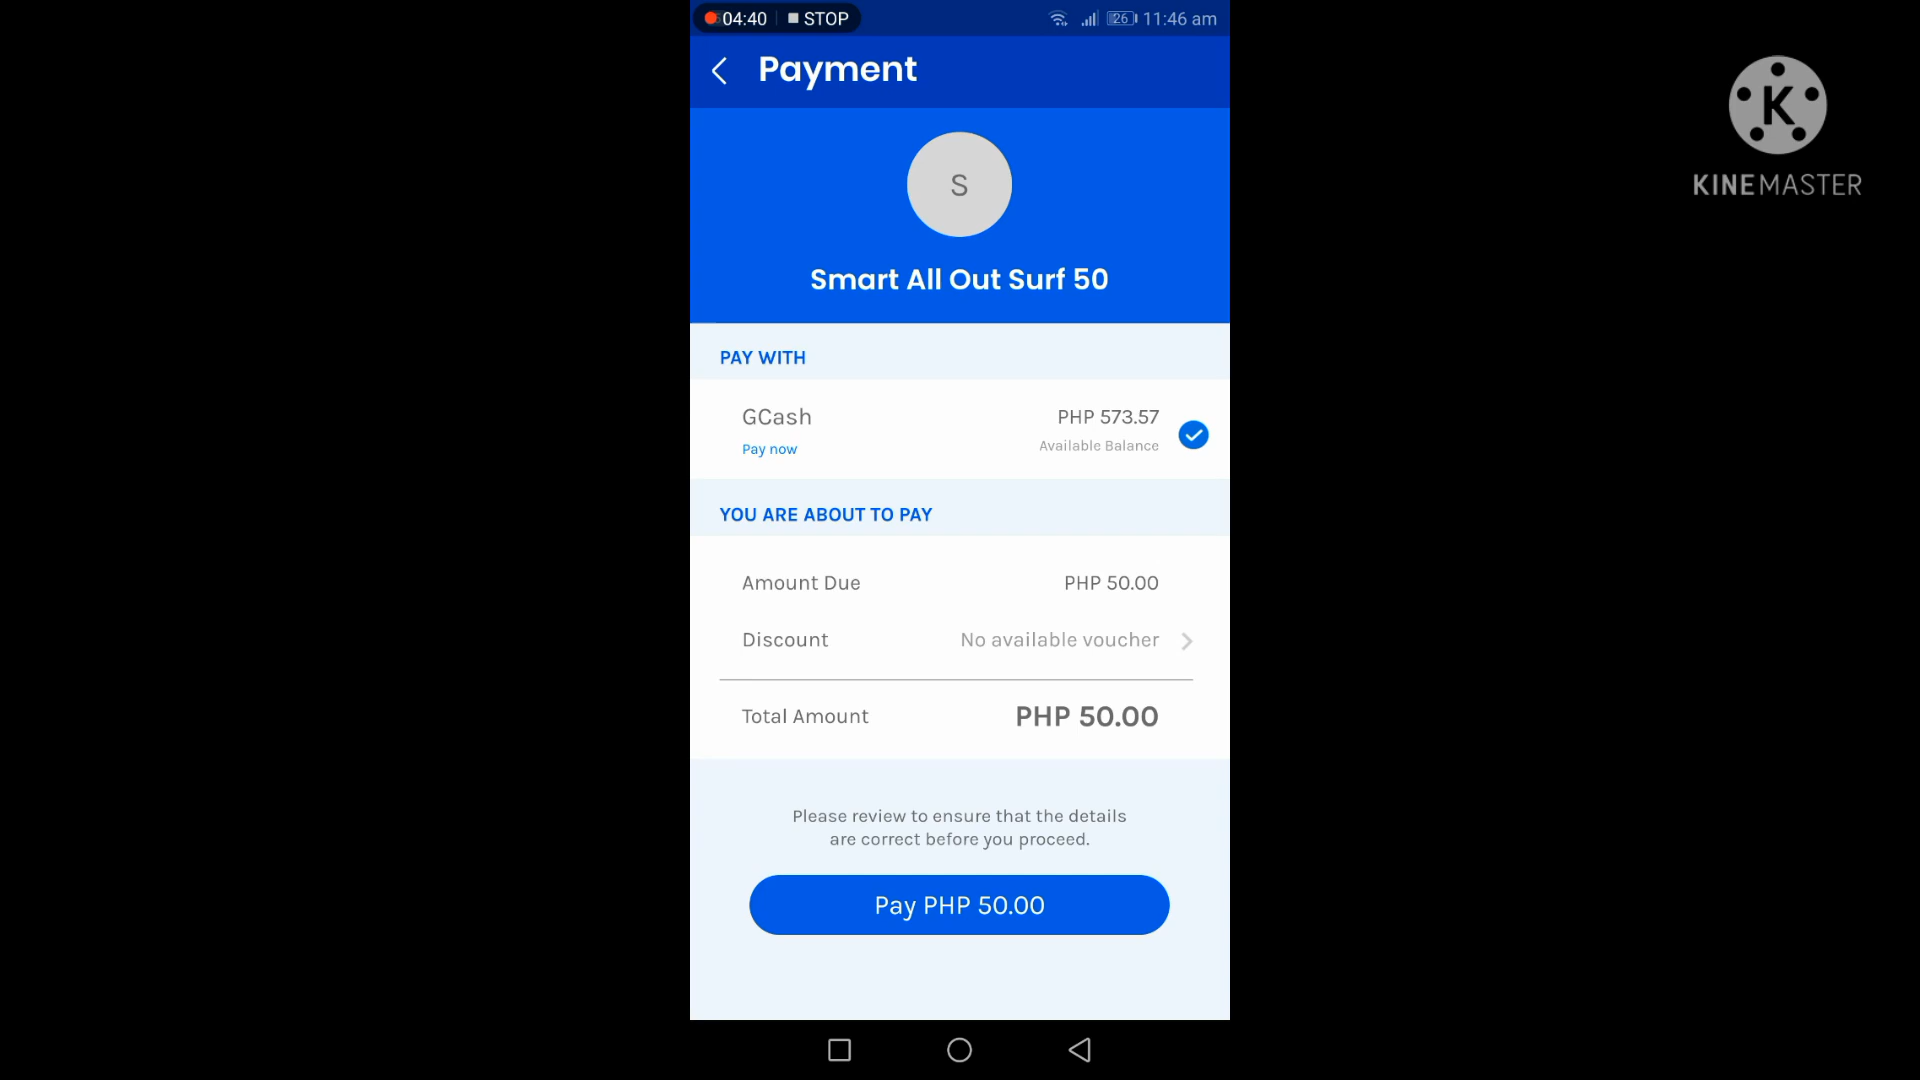 04:40 STOP 26 11:46 am
Payment
K
KINEMASTER
S
Smart All Out Surf 50
PAY WITH
GCash PHP 573.57
Pay now Available Balance
YOU ARE ABOUT TO PAY
Amount Due PHP 50.00
Discount No available voucher
Total Amount PHP 50.00
Please review to ensure that the details
are correct before you proceed.
Pay PHP 50.00